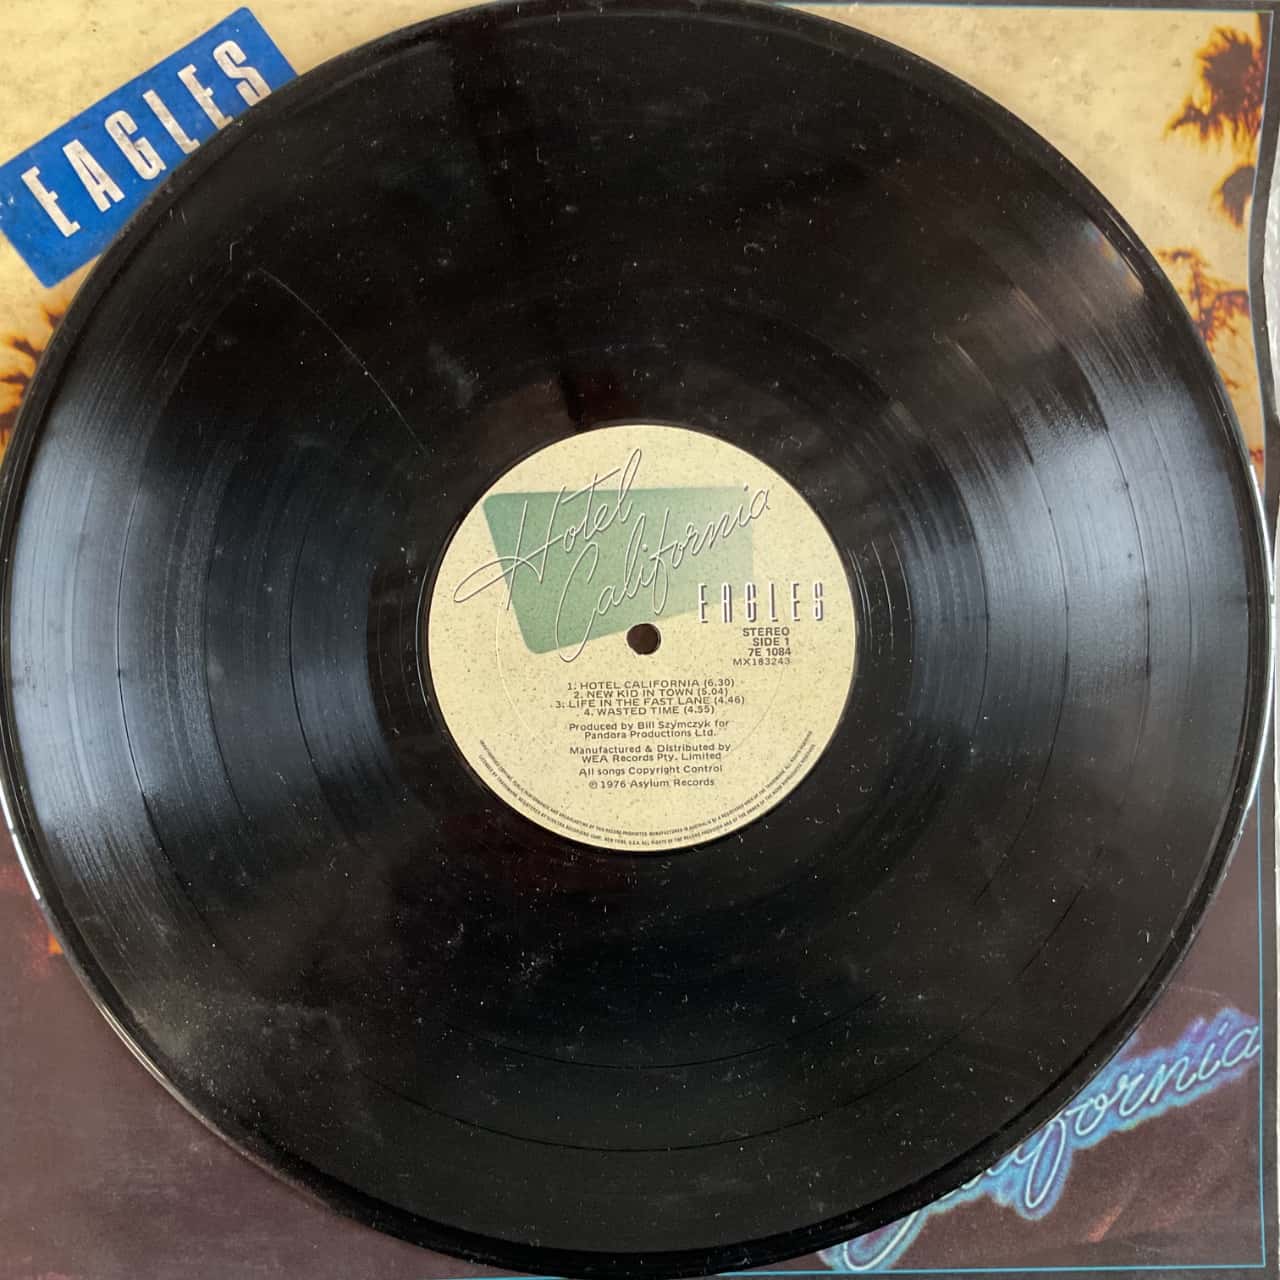 EAGLES
Hotel
California
EAGLES
STEREO
SIDE 1
7E 1084
MX183243
1. HOTEL CALIFORNIA (6.30)
2. NEW KID IN TOWN (5.04)
3. LIFE IN THE FAST LANE (4.46)
4. WASTED TIME (4.55)
Produced by Bill Szymczyk for
Pandora Productions Ltd.
Manufactured & Distributed by
WEA Records Pty. Limited
All songs Copyright Control
℗ 1976 Asylum Records
California